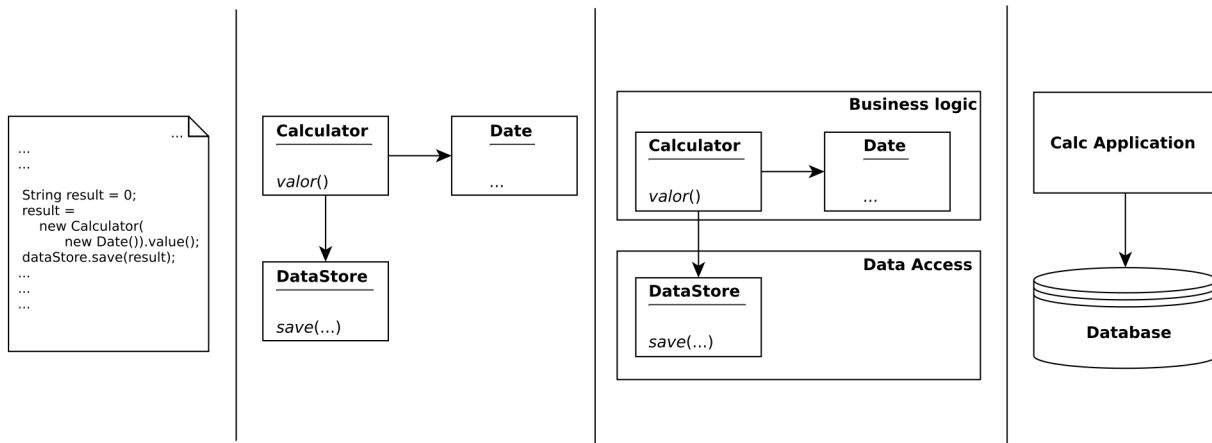 ...
...
...
String result = 0;
result =
new Calculator(
new Date()).value();
dataStore.save(result);
...
...
...
Calculator
valor()
Date
...
DataStore
save(...)
Business logic
Calculator
valor()
Date
...
Data Access
DataStore
save(...)
Calc Application
Database